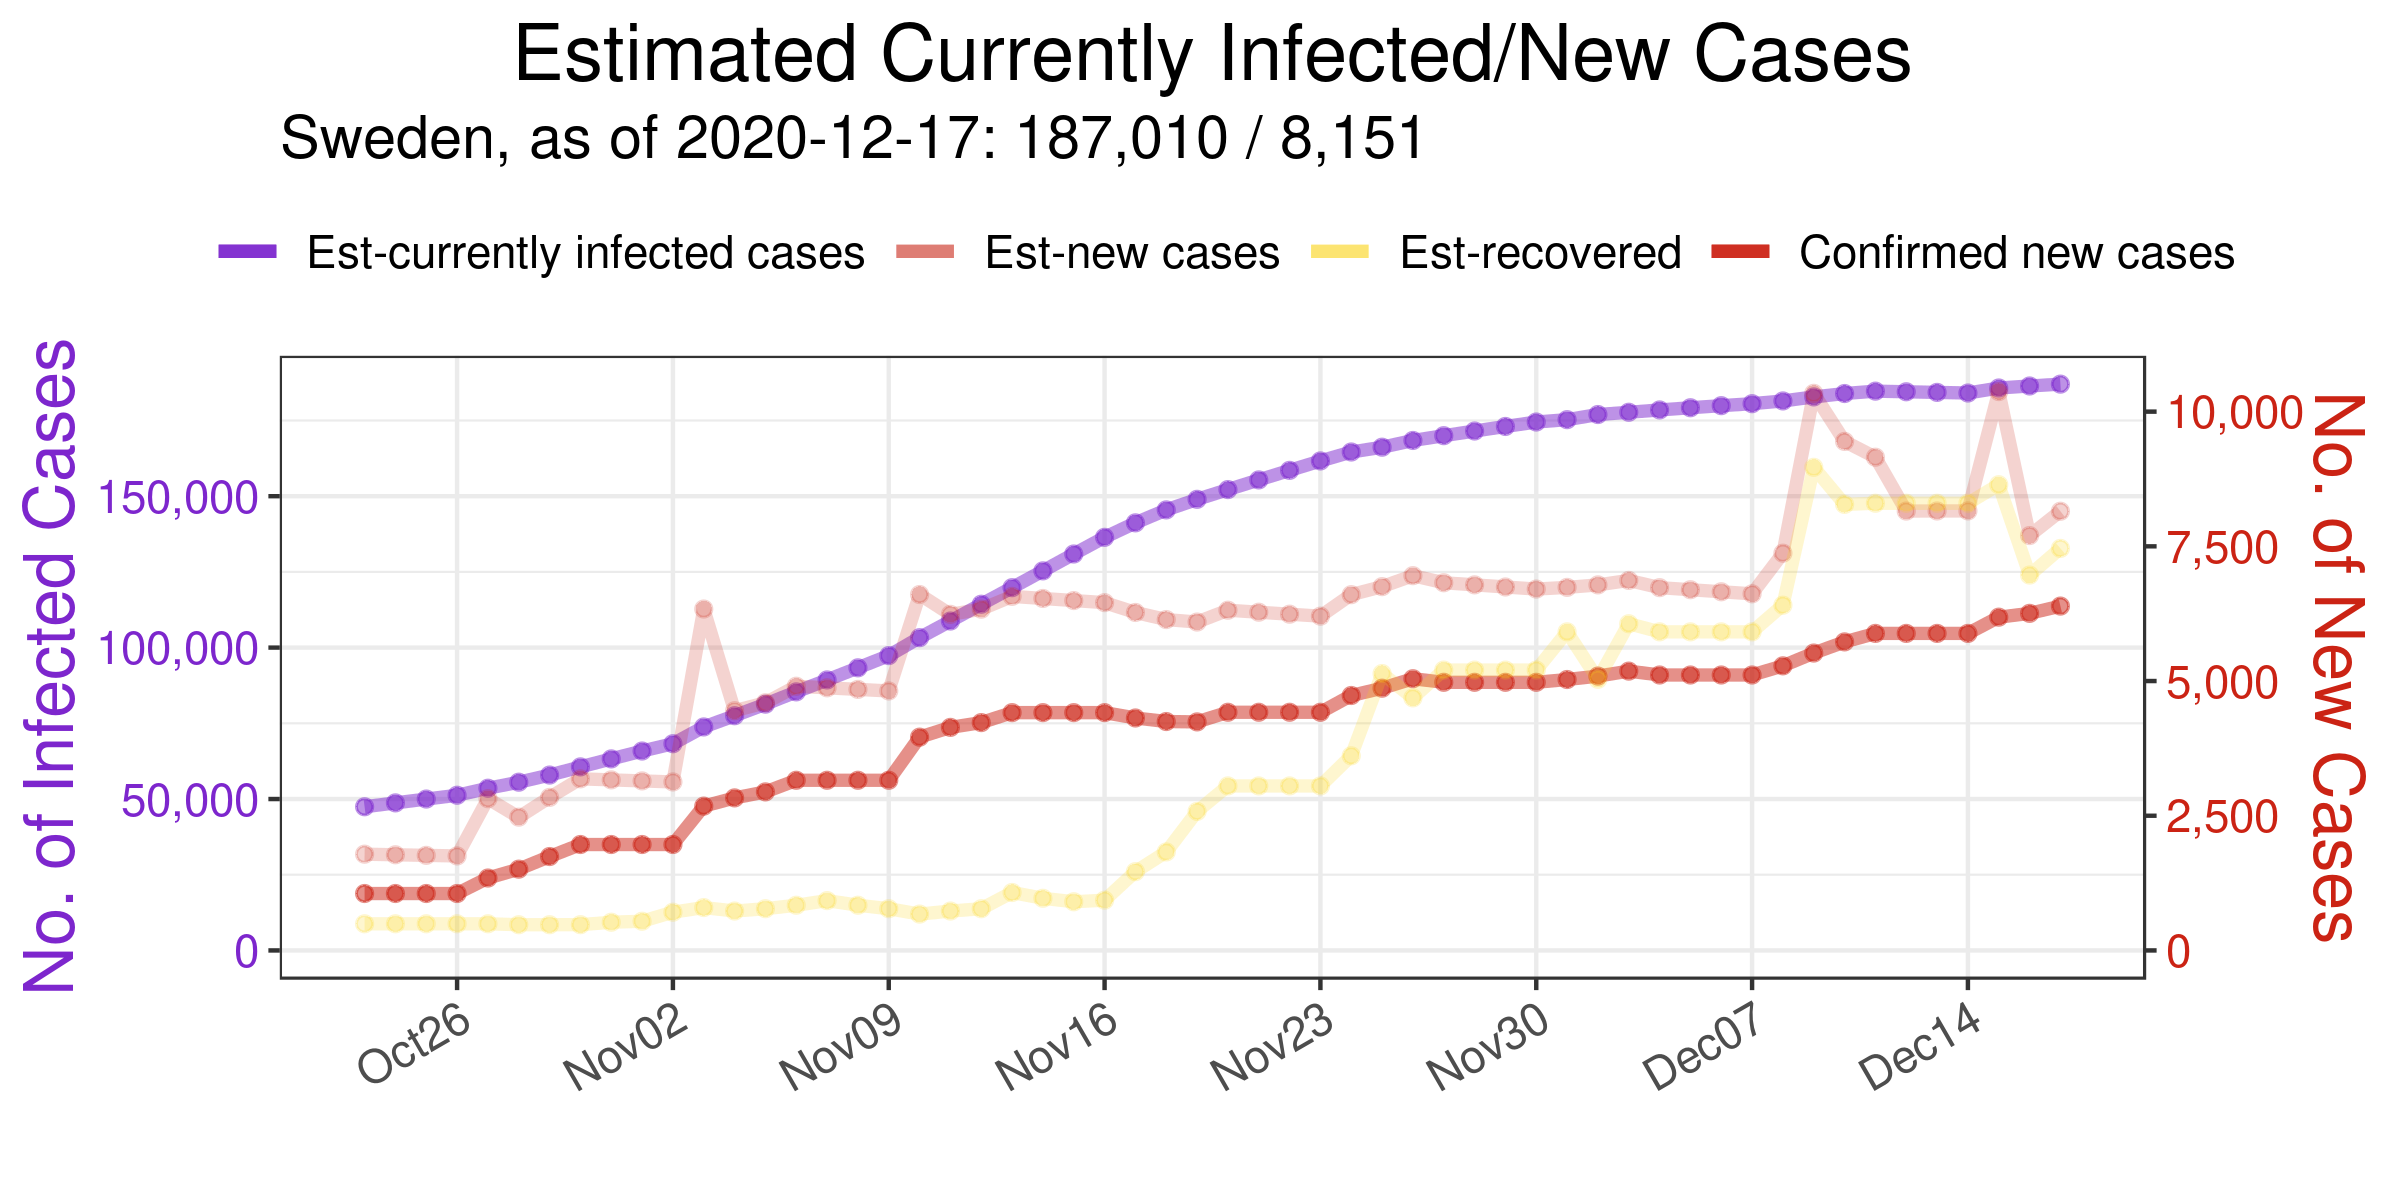 Estimated Currently Infected/New Cases
Sweden, as of 2020-12-17: 187,010 / 8,151
Est-currently infected cases
Est-new cases
Est-recovered
Confirmed new cases
No. of Infected Cases
150,000
100,000
50,000
0
10,000
7,500
5,000
2,500
0
No. of New Cases
Oct26
Nov02
Nov09
Nov16
Nov23
Nov30
Dec07
Dec14